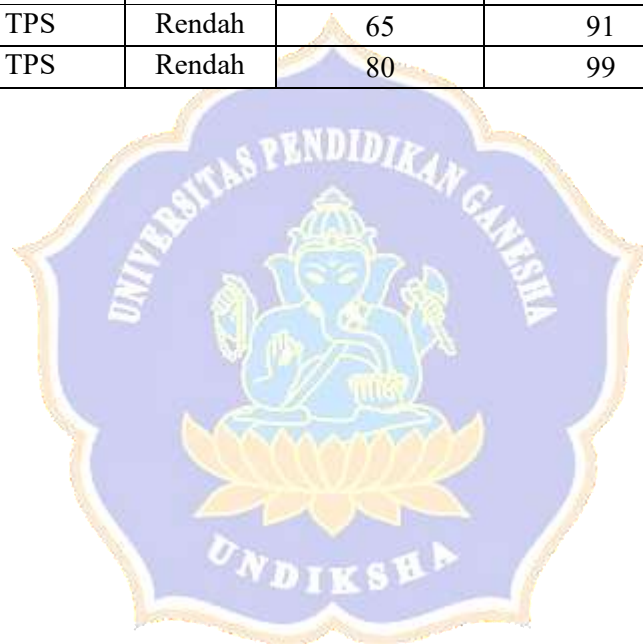 TPS Rendah 65 91
TPS Rendah 80 99
UNIVERSITAS PENDIDIKAN GANESHA
UNDIKSHA